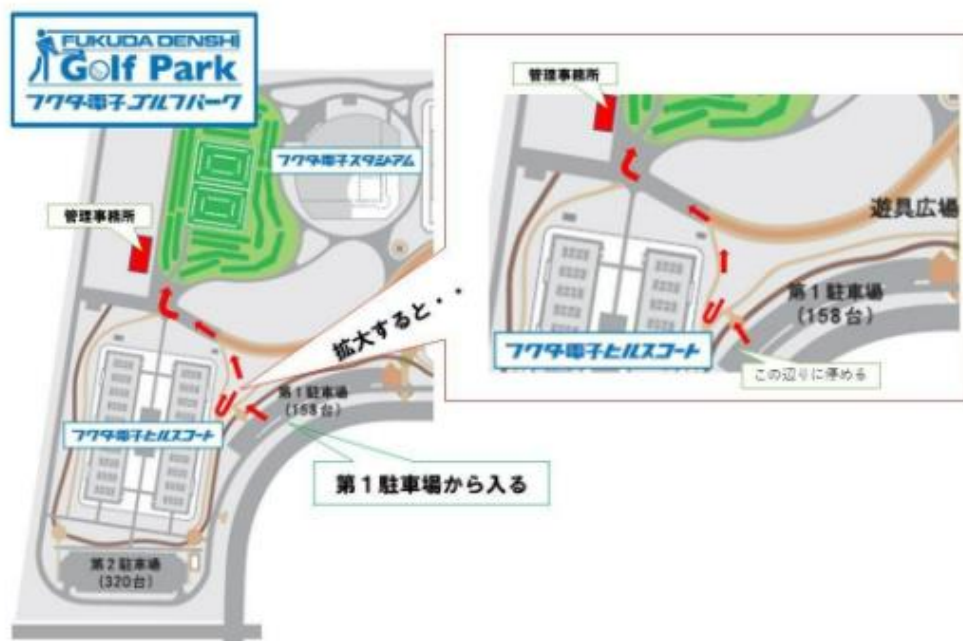 FUKUDA DENSHI
Golf Park
フクダ電子ゴルフパーク
フクダ電子スタジアム
管理事務所
拡大すると・・
第1駐車場
(158台)
フクダ電子ヒルスコート
第1駐車場から入る
第2駐車場
(320台)
管理事務所
遊具広場
第1駐車場
(158台)
フクダ電子ヒルスコート
この辺りに停める